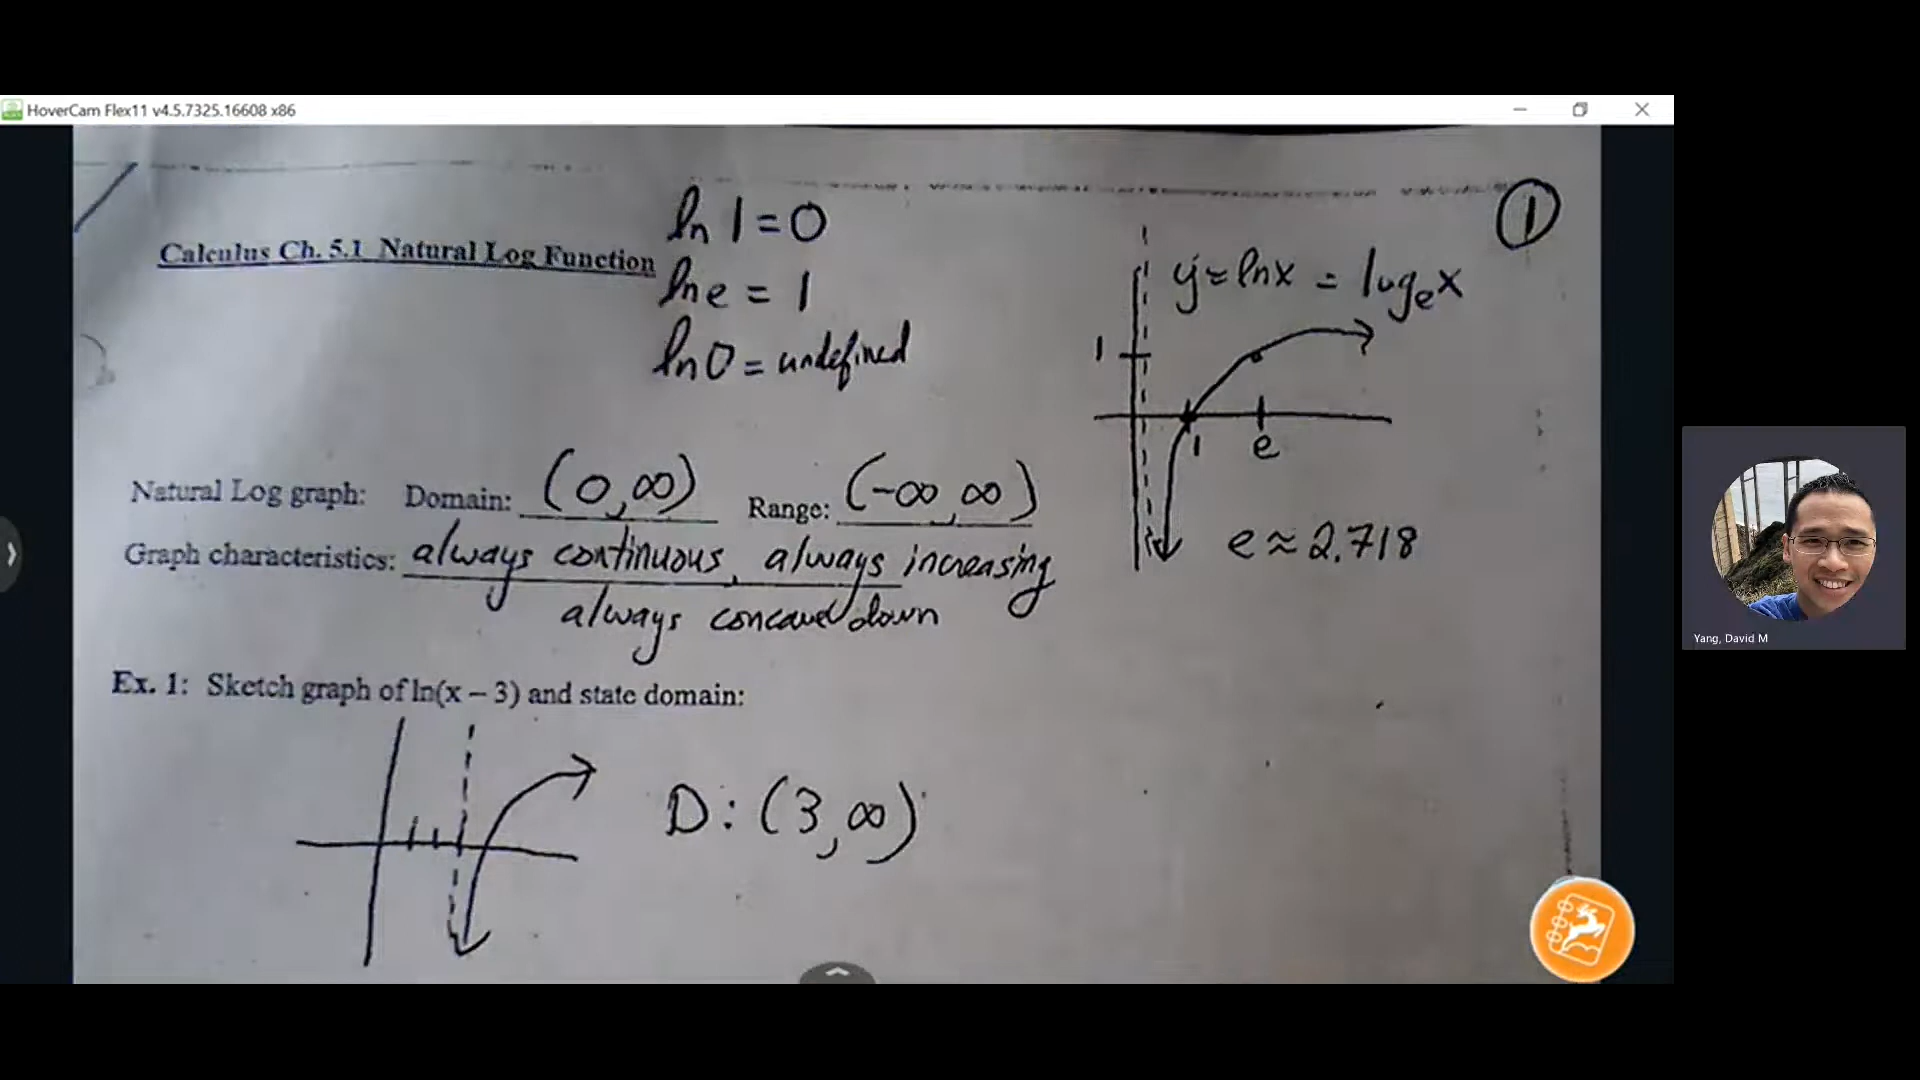 HoverCam Flex11 v4.5.7325.16608 x86
1
ln 1 = 0
Calculus Ch. 5.1 Natural Log Function
ln e = 1
ln 0 = undefined
y = ln x = log_e x
1
1
e
e ≈ 2.718
Natural Log graph: Domain: (0, ∞) Range: (-∞, ∞)
Graph characteristics: always continuous, always increasing
always concave down
Ex. 1: Sketch graph of ln(x – 3) and state domain:
D: (3, ∞)
Yang, David M